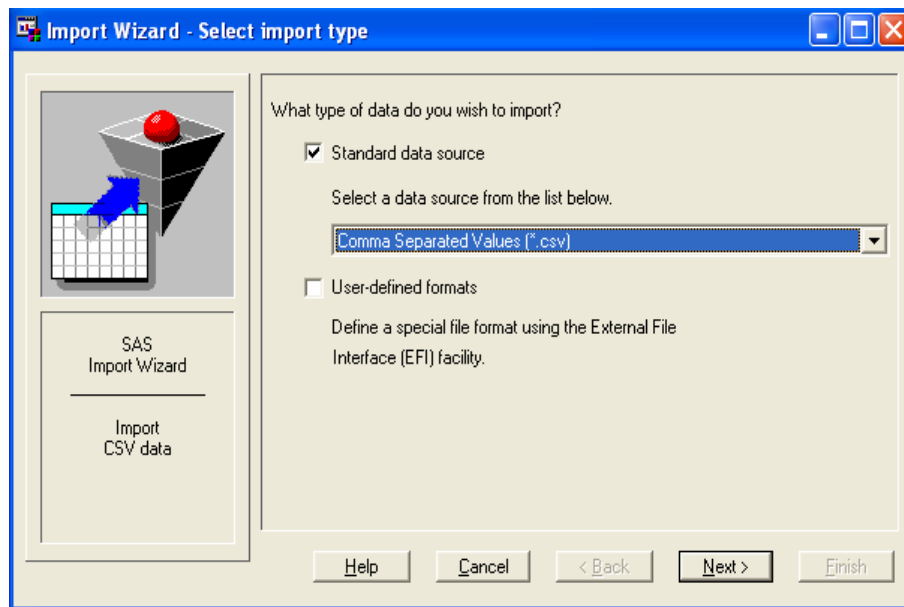 Import Wizard - Select import type
What type of data do you wish to import?
Standard data source
Select a data source from the list below.
Comma Separated Values (*.csv)
User-defined formats
Define a special file format using the External File
Interface (EFI) facility.
SAS
Import Wizard
Import
CSV data
Help
Cancel
< Back
Next >
Finish